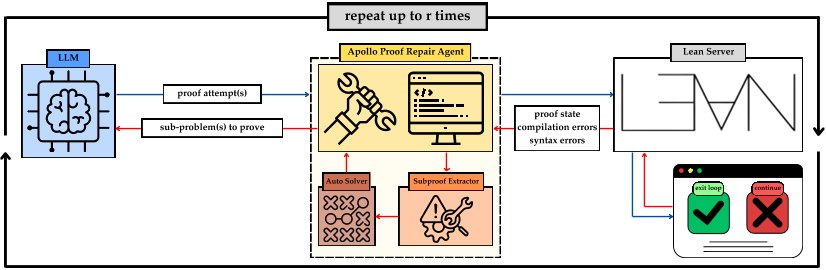 repeat up to r times
LLM
Apollo Proof Repair Agent
Lean Server
proof attempt(s)
sub-problem(s) to prove
</>
LEAN
proof state
compilation errors
syntax errors
Auto Solver
Subproof Extractor
exit loop
continue